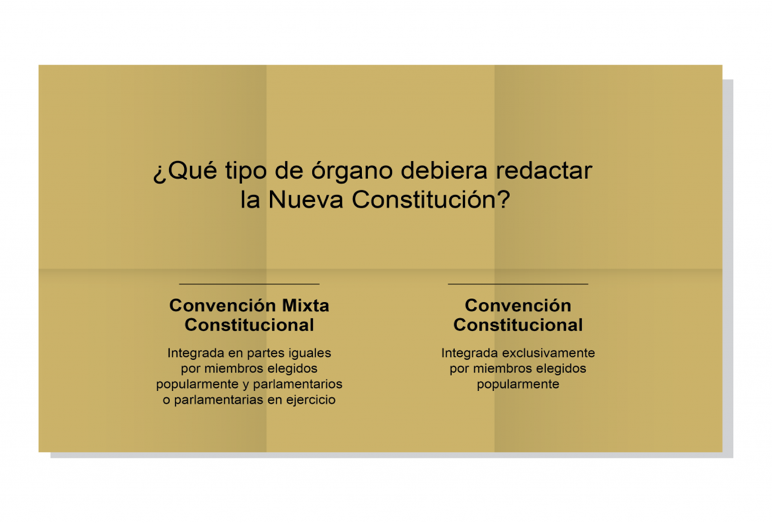 ¿Qué tipo de órgano debiera redactar
la Nueva Constitución?
Convención Mixta
Constitucional
Integrada en partes iguales
por miembros elegidos
popularmente y parlamentarios
o parlamentarias en ejercicio
Convención
Constitucional
Integrada exclusivamente
por miembros elegidos
popularmente